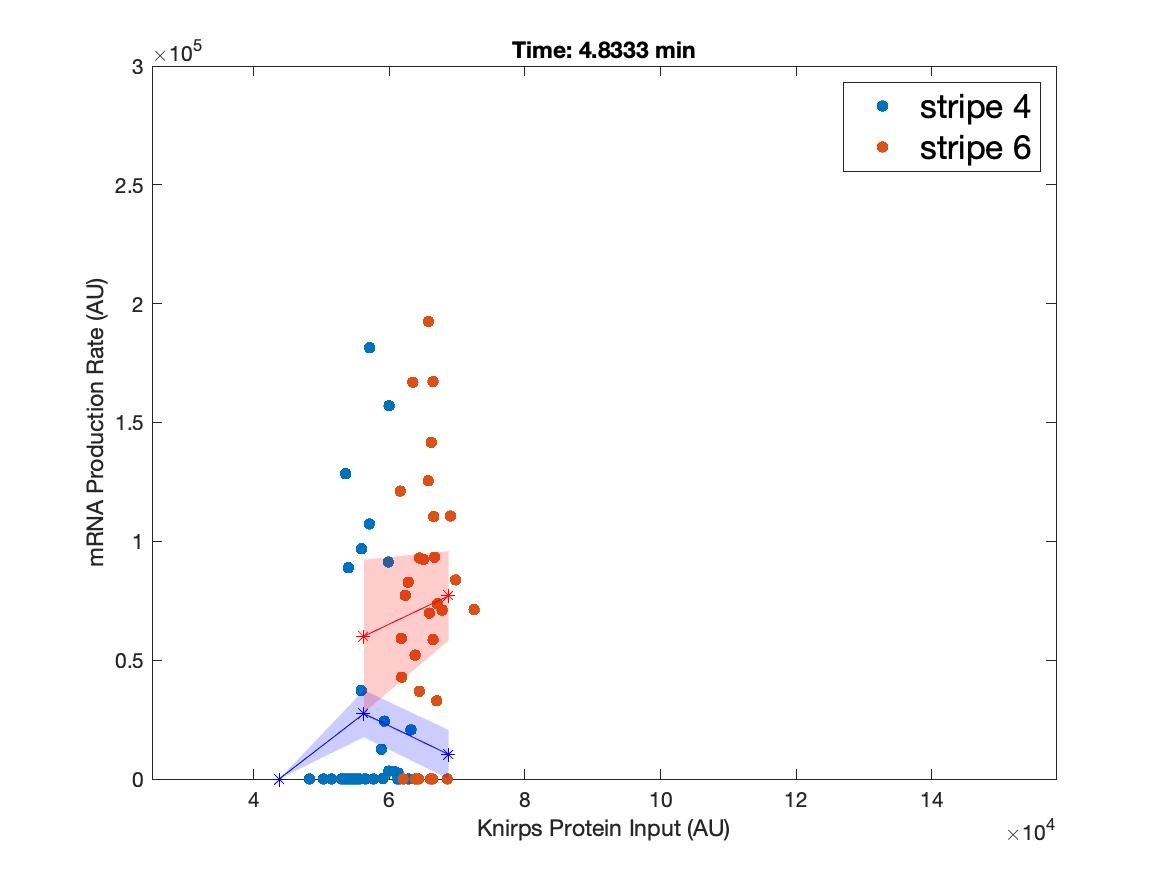 Time: 4.8333 min
×10^5
3
2.5
2
1.5
1
0.5
0
mRNA Production Rate (AU)
stripe 4
stripe 6
4 6 8 10 12 14
Knirps Protein Input (AU)
×10^4